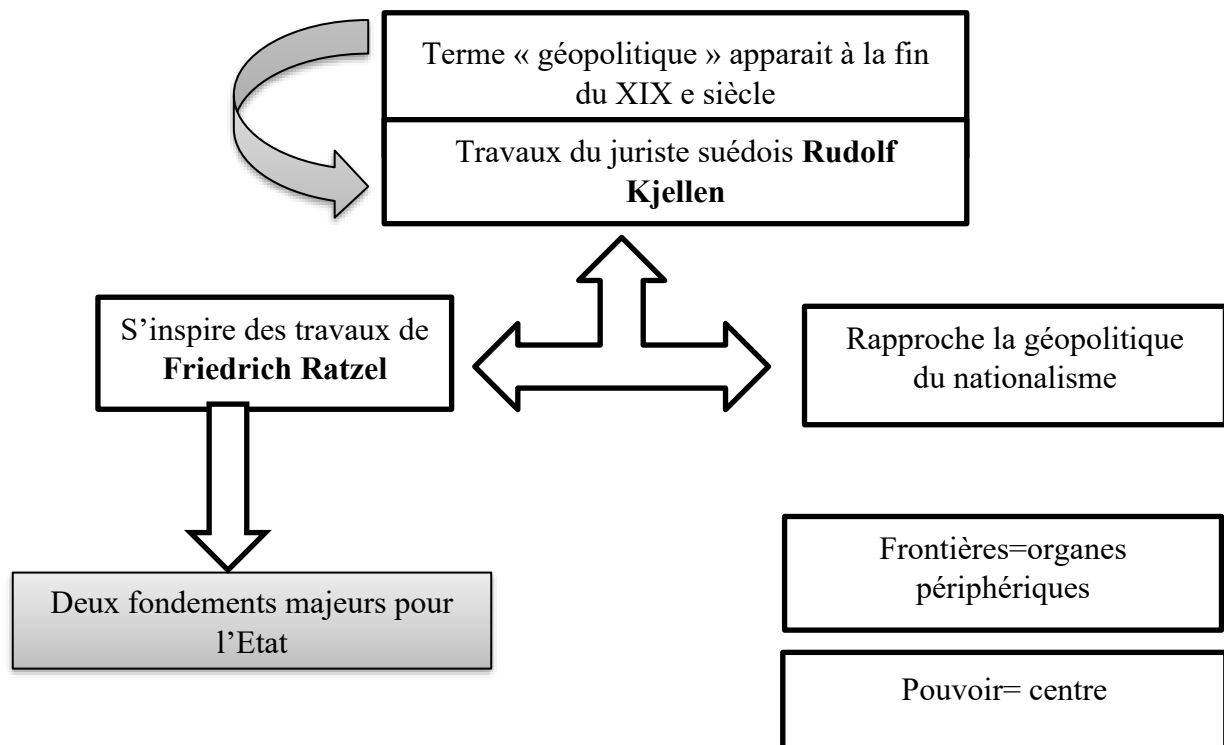 Terme « géopolitique » apparait à la fin
du XIX e siècle
Travaux du juriste suédois Rudolf
Kjellen
S’inspire des travaux de
Friedrich Ratzel
Rapproche la géopolitique
du nationalisme
Deux fondements majeurs pour
l’Etat
Frontières=organes
périphériques
Pouvoir= centre